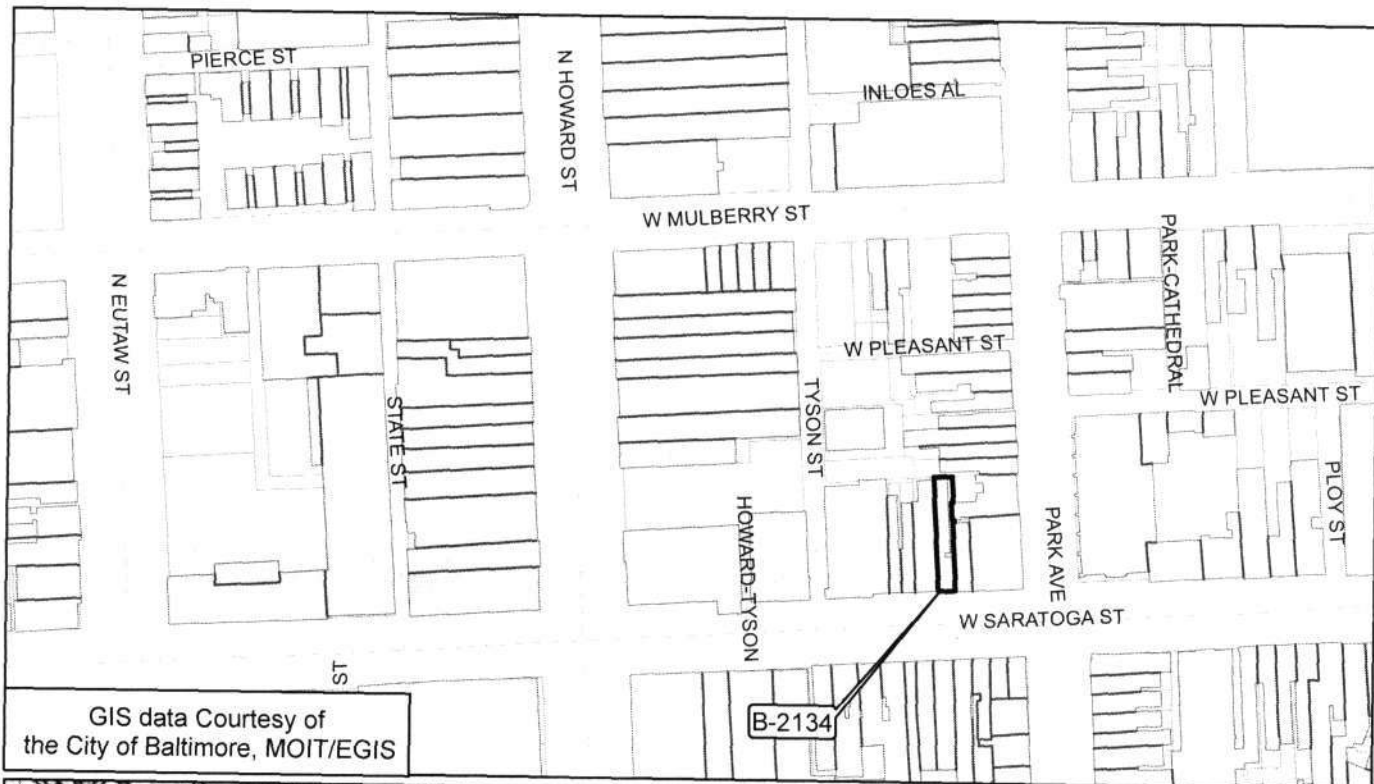 PIERCE ST
N HOWARD ST
INLOES AL
W MULBERRY ST
N EUTAW ST
PARK-CATHEDRAL
W PLEASANT ST
STATE ST
TYSON ST
W PLEASANT ST
HOWARD-TYSON
PARK AVE
PLOY ST
W SARATOGA ST
ST
B-2134
GIS data Courtesy of
the City of Baltimore, MOIT/EGIS